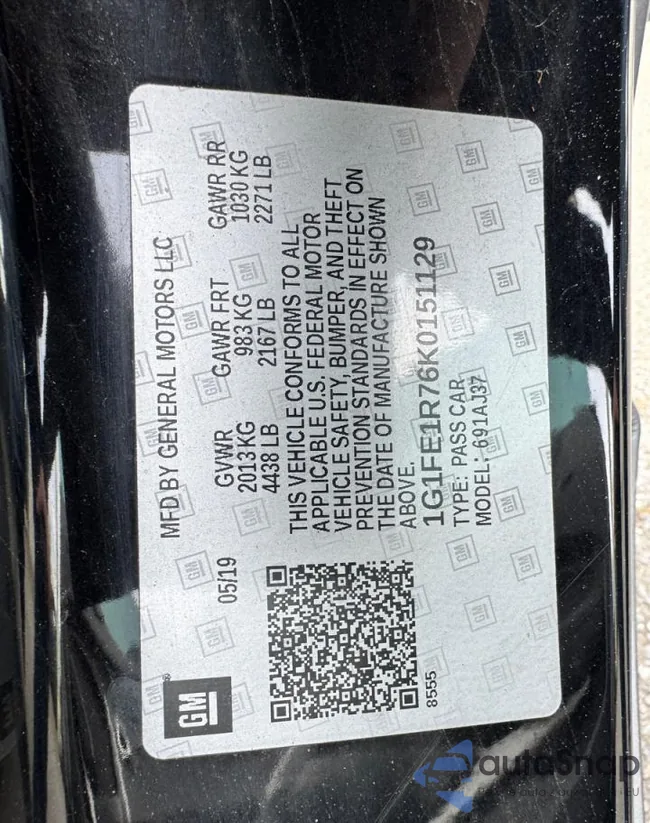 MFD BY GENERAL MOTORS LLC
05/19
GVWR GAWR FRT GAWR RR
2013 KG 983 KG 1030 KG
4438 LB 2167 LB 2271 LB
THIS VEHICLE CONFORMS TO ALL
APPLICABLE U.S. FEDERAL MOTOR
VEHICLE SAFETY, BUMPER, AND THEFT
PREVENTION STANDARDS IN EFFECT ON
THE DATE OF MANUFACTURE SHOWN
ABOVE.
1G1FE1R76K0151129
TYPE: PASS CAR
MODEL: 691AJ37
GM®
8555
autoSnap